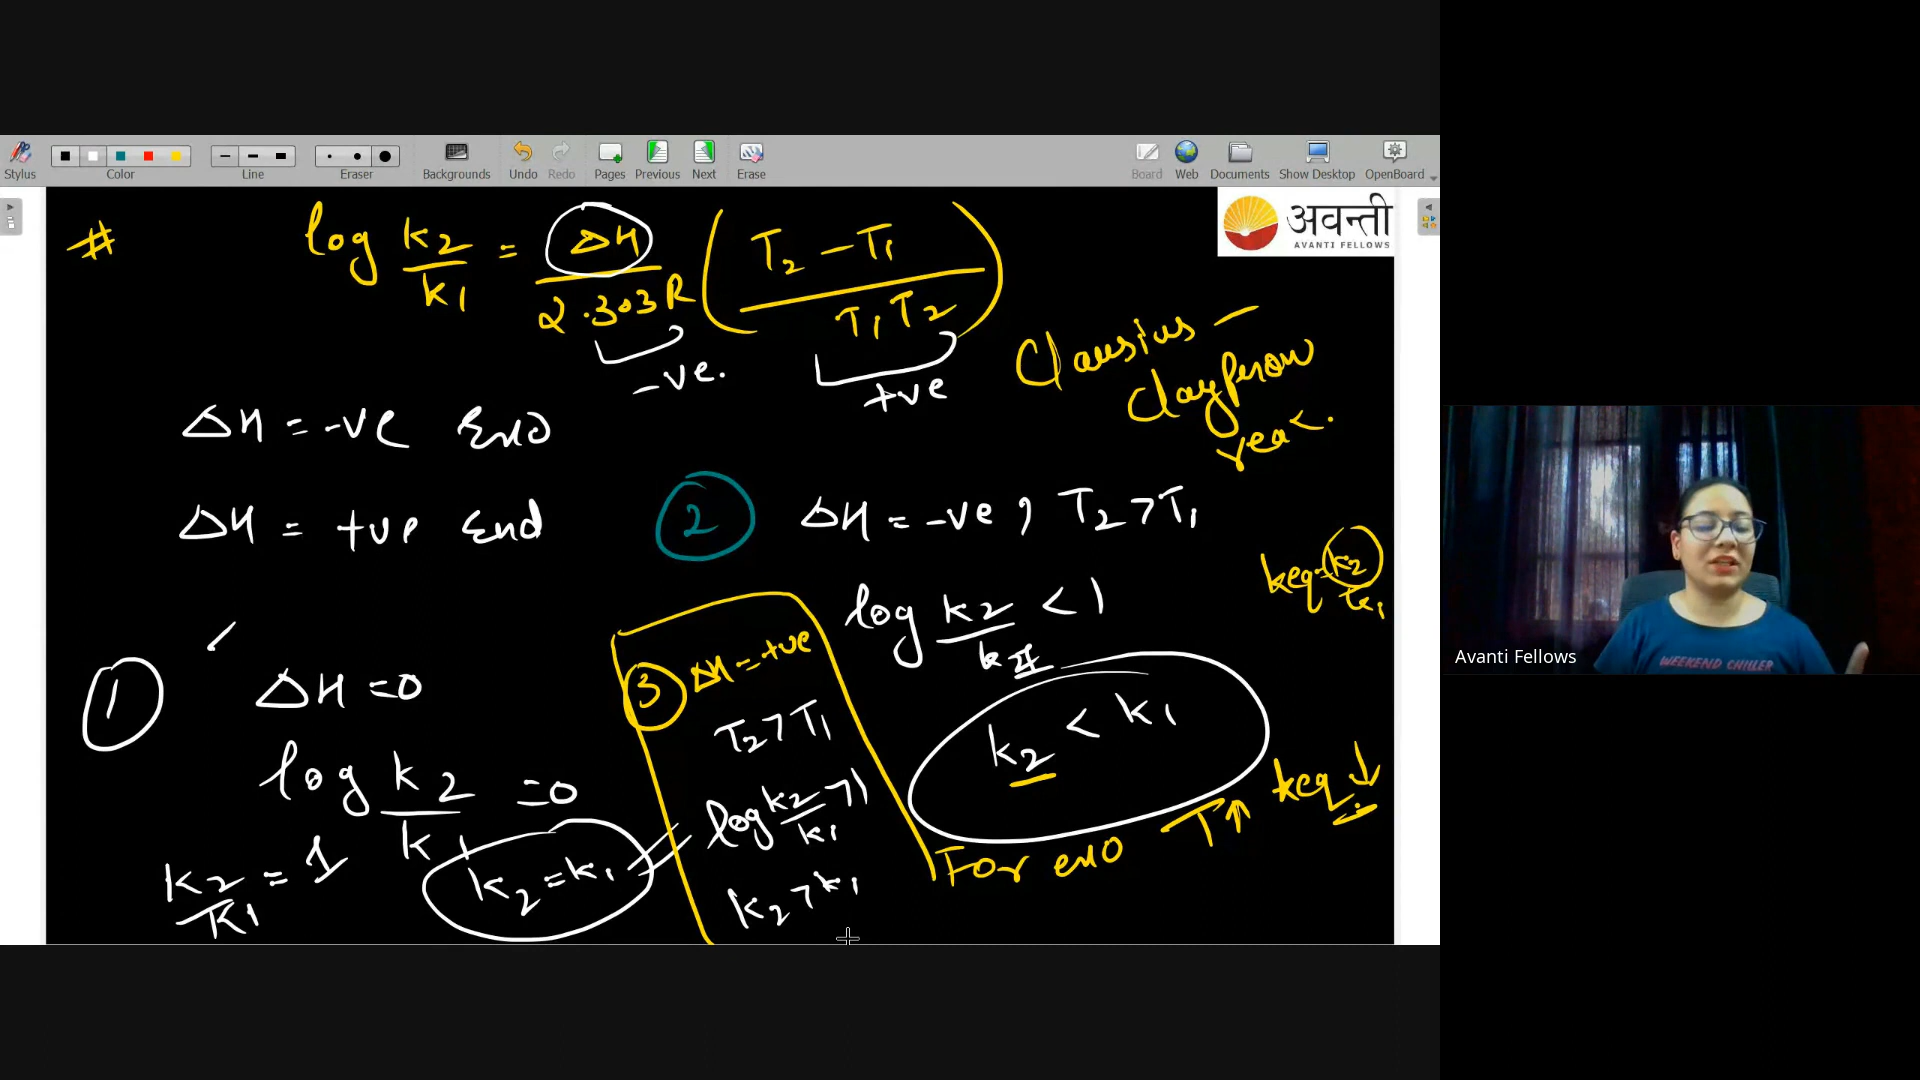 Stylus
Color
Line
Eraser
Backgrounds
Undo
Redo
Pages
Previous
Next
Erase
Board
Web
Documents
Show Desktop
OpenBoard
अवन्ती
AVANTI FELLOWS
# log k2/k1 = ΔH/2.303R (T2 - T1 / T1T2)
-ve.
+ve
Clausius -
Clayperon
ΔH = -ve Exo
ΔH = +ve End
2
ΔH = -ve, T2 > T1
keq = k2/k1
log k2/k1 < 1
k2 < k1
For exo T↑ keq↓
1
ΔH = 0
log k2/k1 = 0
k2/k1 = 1
k2 = k1
3 ΔH = +ve
T2 > T1
log k2/k1 > 1
k2 > k1
Avanti Fellows
WEEKEND CHILLER